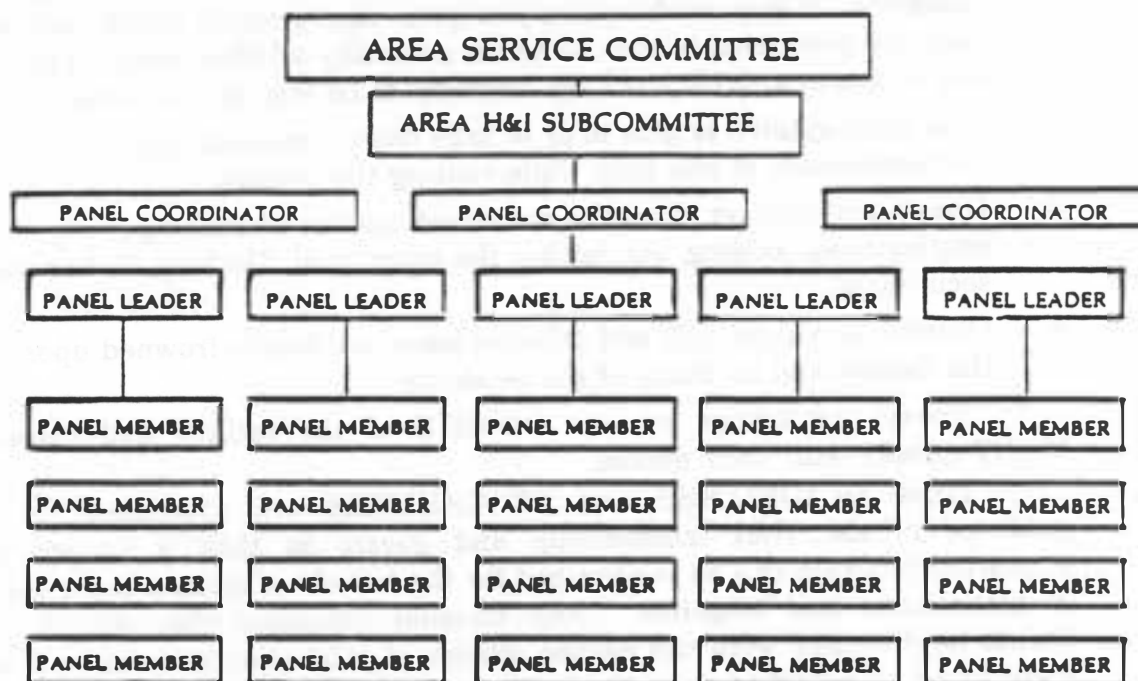 AREA SERVICE COMMITTEE
AREA H&I SUBCOMMITTEE
PANEL COORDINATOR PANEL COORDINATOR PANEL COORDINATOR
PANEL LEADER PANEL LEADER PANEL LEADER PANEL LEADER PANEL LEADER
PANEL MEMBER PANEL MEMBER PANEL MEMBER PANEL MEMBER PANEL MEMBER
PANEL MEMBER PANEL MEMBER PANEL MEMBER PANEL MEMBER PANEL MEMBER
PANEL MEMBER PANEL MEMBER PANEL MEMBER PANEL MEMBER PANEL MEMBER
PANEL MEMBER PANEL MEMBER PANEL MEMBER PANEL MEMBER PANEL MEMBER